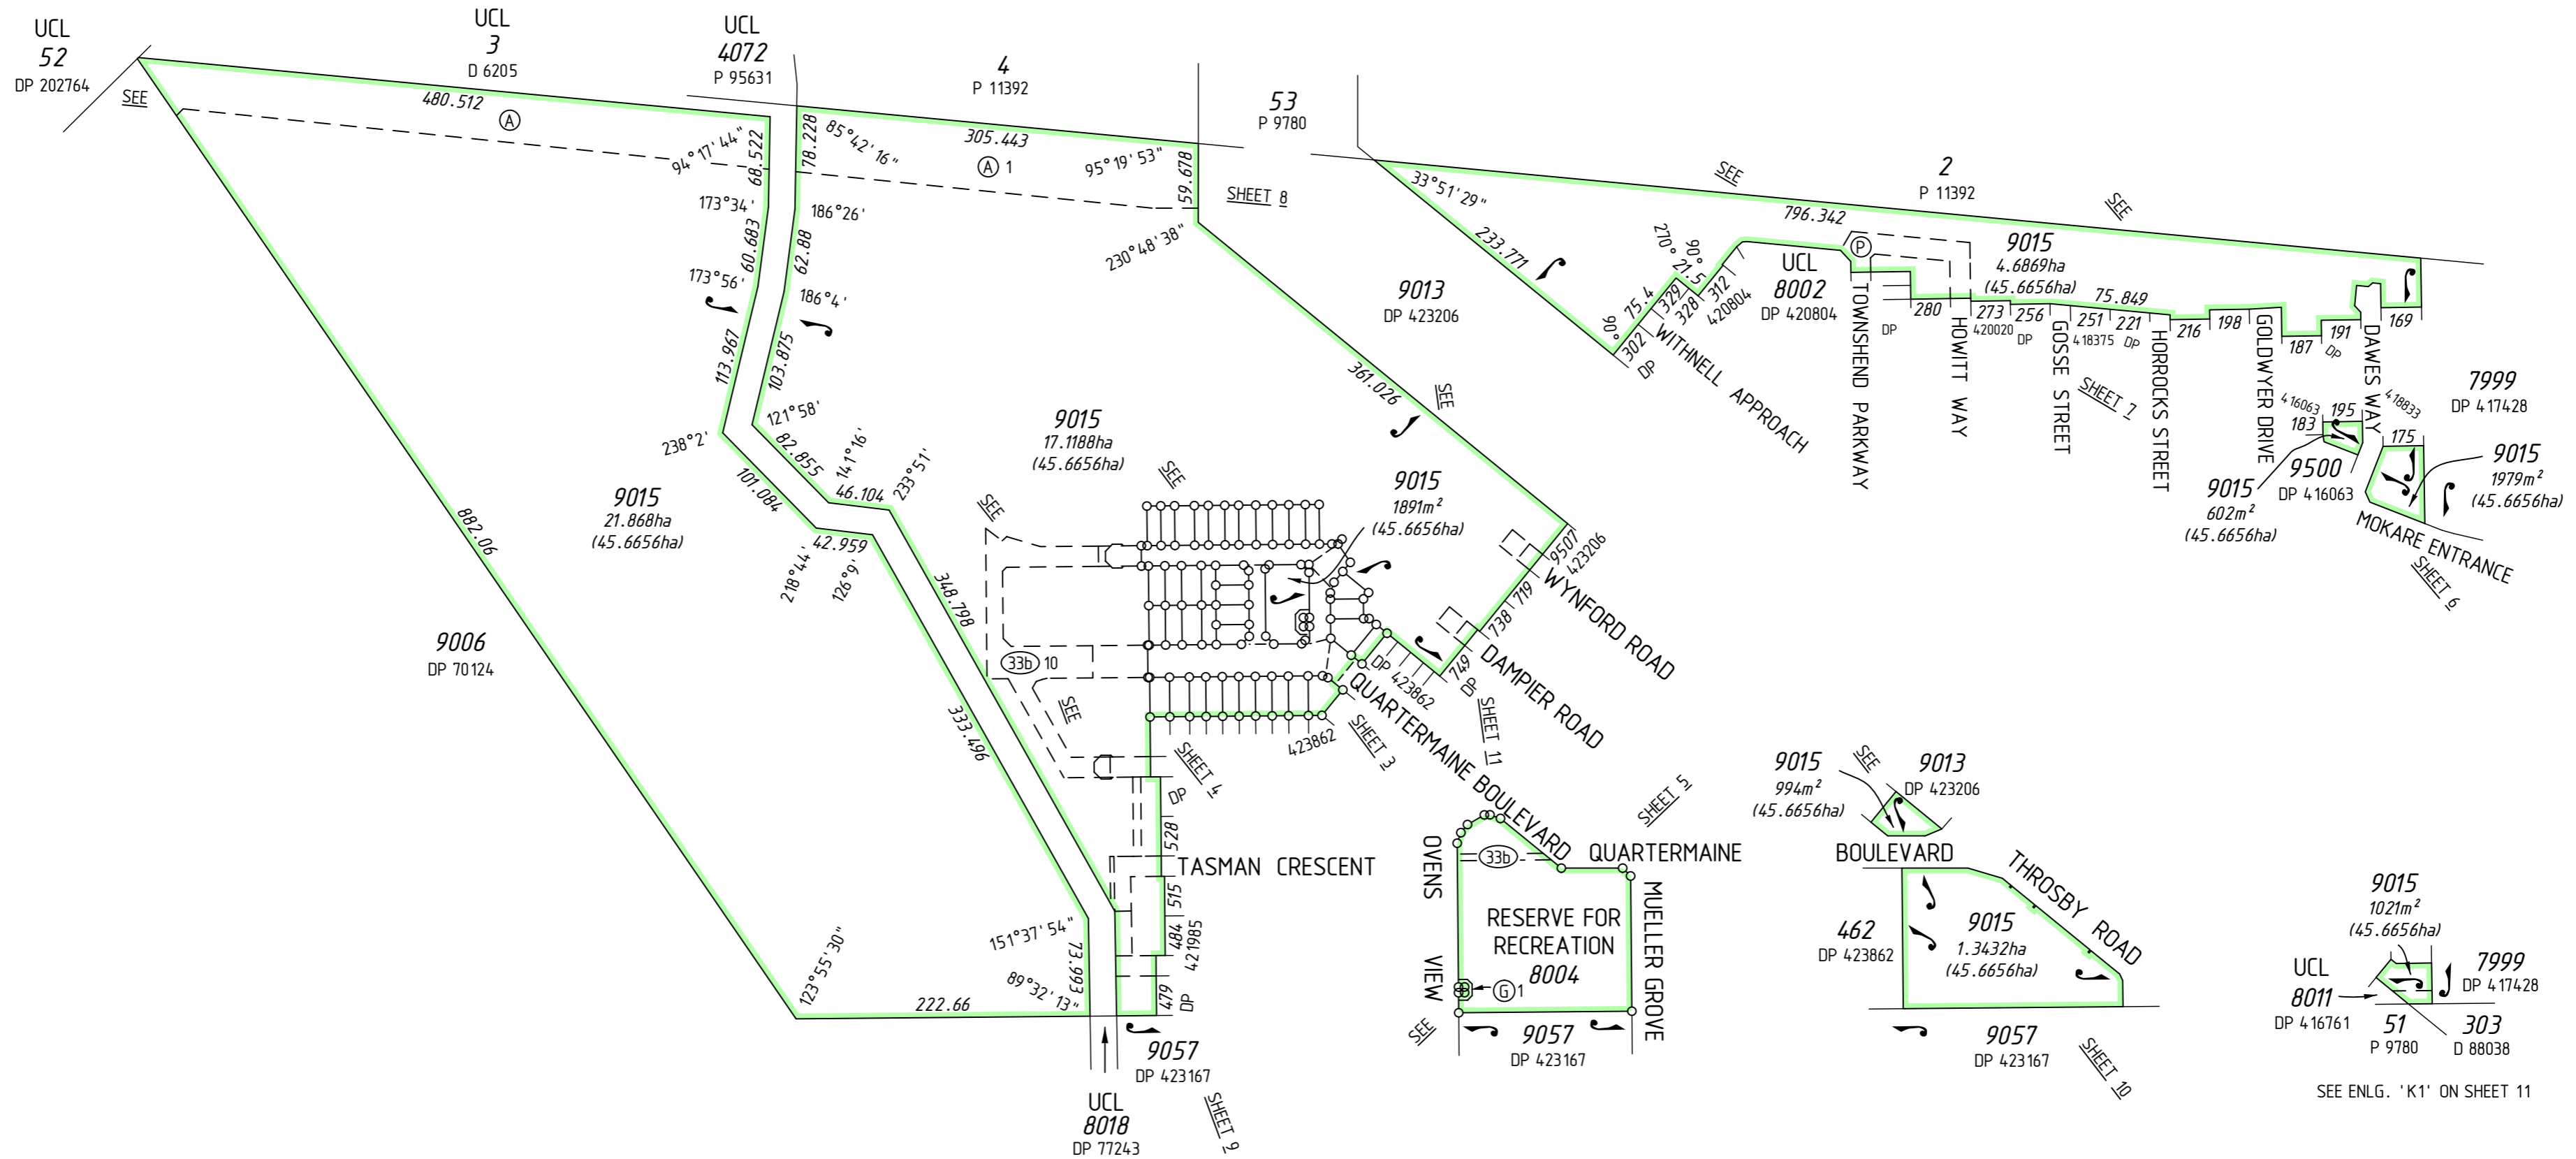 UCL
52
DP 202764
SEE
UCL
3
D 6205
480.512
A
UCL
4072
P 95631
4
P 11392
305.443
A 1
94°17'44"
68.522
78.228
85°42'16"
95°19'53"
59.678
SHEET 8
53
P 9780
173°34'
186°26'
60.683
62.88
173°56'
186°4'
113.967
103.875
230°48'38"
238°2'
121°58'
82.855
141°16'
46.104
233°51'
101.084
42.959
218°44'
126°9'
348.798
333.496
882.06
9006
DP 70124
9015
21.868ha
(45.6656ha)
9015
17.1188ha
(45.6656ha)
SEE
SEE
9015
1891m²
(45.6656ha)
361.026
SEE
9013
DP 423206
33°51'29"
233.771
SEE
2
P 11392
SEE
796.342
270°
90°
21.5
75.4
90°
329
328
312
420804
302
DP
WITHNELL APPROACH
UCL
8002
DP 420804
P
9015
4.6869ha
(45.6656ha)
75.849
DP
280
273
420020
256
DP
251
418375
221
DP
216
198
187
191
DP
169
TOWNSHEND PARKWAY
HOWITT WAY
GOSSE STREET
SHEET 7
HORROCKS STREET
GOLDWYER DRIVE
DAWES WAY
418833
416063
195
183
175
7999
DP 417428
9500
DP 416063
9015
602m²
(45.6656ha)
9015
1979m²
(45.6656ha)
MOKARE ENTRANCE
SHEET 6
9507
423206
WYNFORD ROAD
719
738
DAMPIER ROAD
749
DP
SHEET 11
DP
423862
QUARTERMAINE BOULEVARD
SHEET 3
423862
33b 10
SEE
SHEET 4
DP
528
TASMAN CRESCENT
515
484
421985
479
DP
123°55'30"
222.66
151°37'54"
73.993
89°32'13"
9057
DP 423167
SHEET 9
UCL
8018
DP 77243
SHEET 5
QUARTERMAINE
OVENS VIEW
33b
RESERVE FOR
RECREATION
8004
G 1
MUELLER GROVE
SEE
9057
DP 423167
9015
994m²
(45.6656ha)
SEE
9013
DP 423206
BOULEVARD
THROSBY ROAD
462
DP 423862
9015
1.3432ha
(45.6656ha)
9057
DP 423167
SHEET 10
9015
1021m²
(45.6656ha)
UCL
8011
DP 416761
7999
DP 417428
51
P 9780
303
D 88038
SEE ENLG. 'K1' ON SHEET 11